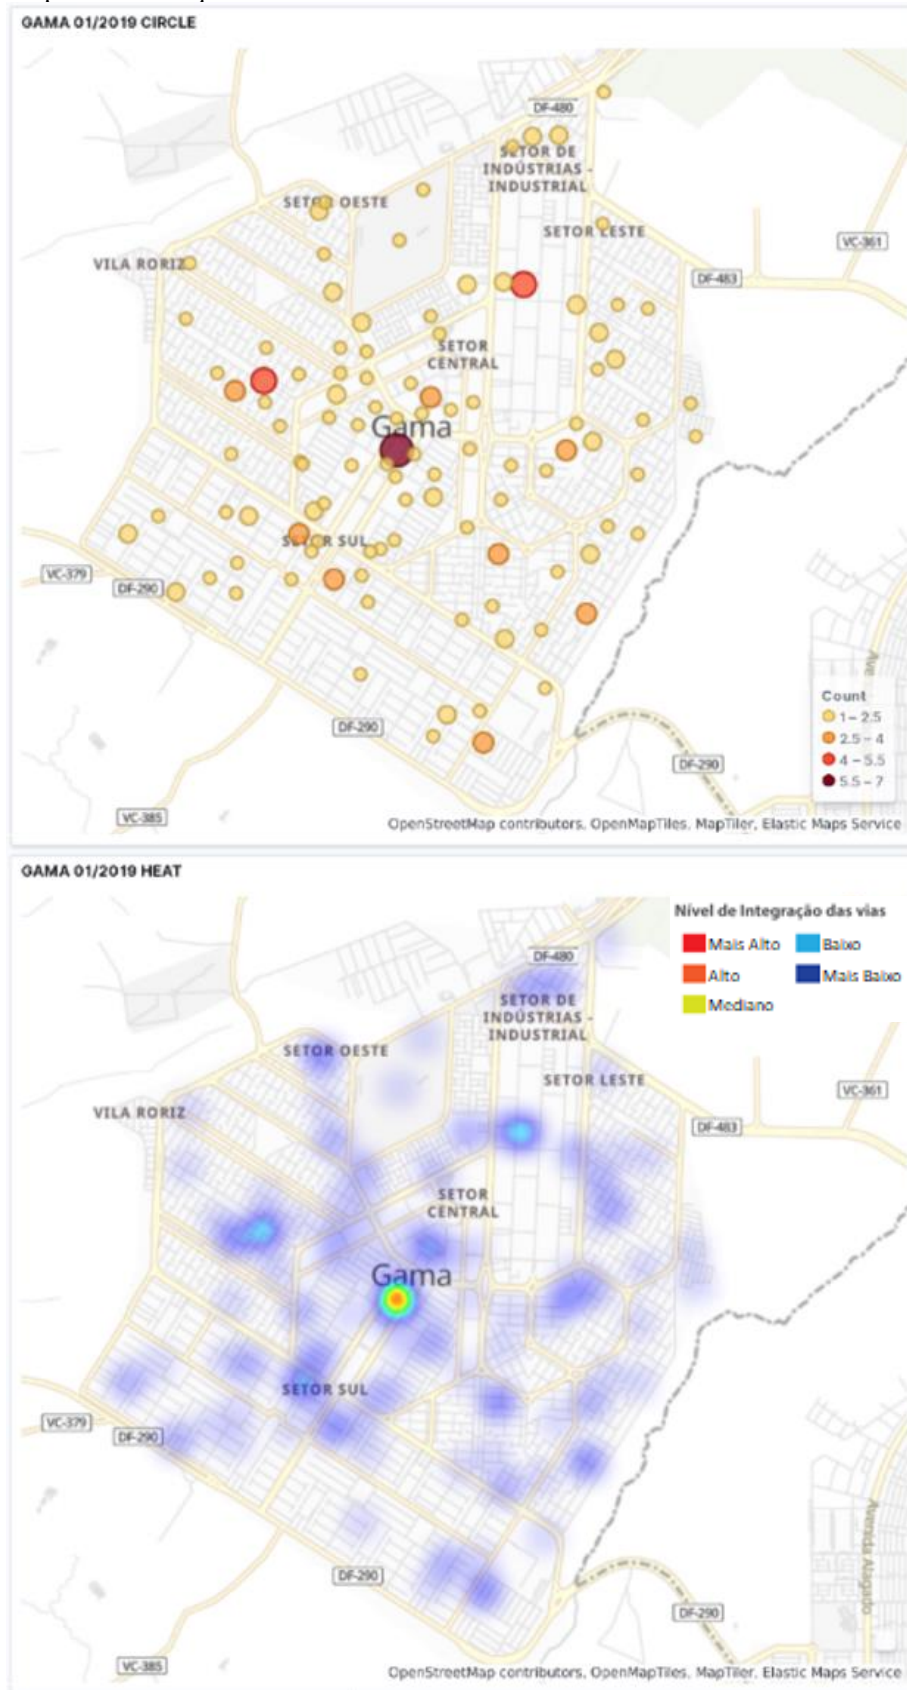 GAMA 01/2019 CIRCLE
DF-480
SETOR DE
INDÚSTRIAS -
INDUSTRIAL
SETOR OESTE
SETOR LESTE
VC-361
VILA RORIZ
DF-483
SETOR
CENTRAL
Gama
SETOR SUL
VC-379
DF-290
Ave
Count
1 – 2.5
2.5 – 4
4 – 5.5
5.5 – 7
DF-290
DF-290
VC-385
OpenStreetMap contributors, OpenMapTiles, MapTiler, Elastic Maps Service
GAMA 01/2019 HEAT
Nível de Integração das vias
Mais Alto
Baixo
Alto
Mais Baixo
Mediano
DF-480
SETOR DE
INDÚSTRIAS -
INDUSTRIAL
SETOR OESTE
SETOR LESTE
VC-361
VILA RORIZ
DF-483
SETOR
CENTRAL
Gama
SETOR SUL
VC-379
DF-290
Avenida Alagado
DF-290
DF-290
VC-385
OpenStreetMap contributors, OpenMapTiles, MapTiler, Elastic Maps Service